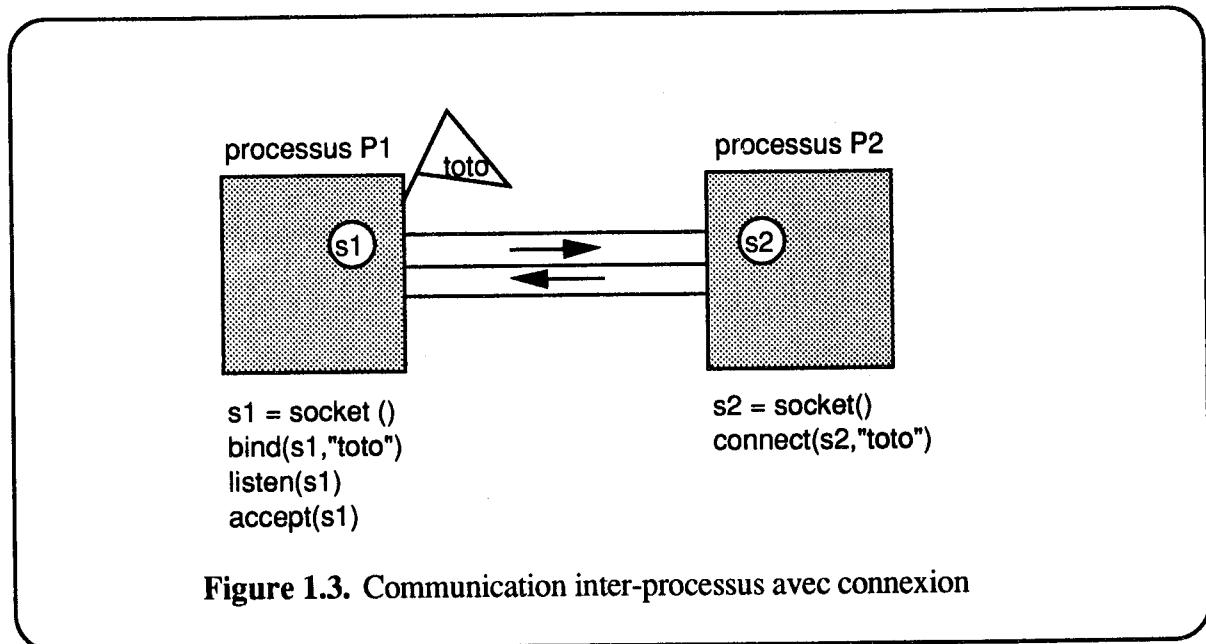 processus P1
toto
processus P2
s1
s2
s1 = socket ()
bind(s1,"toto")
listen(s1)
accept(s1)
s2 = socket()
connect(s2,"toto")
Figure 1.3. Communication inter-processus avec connexion